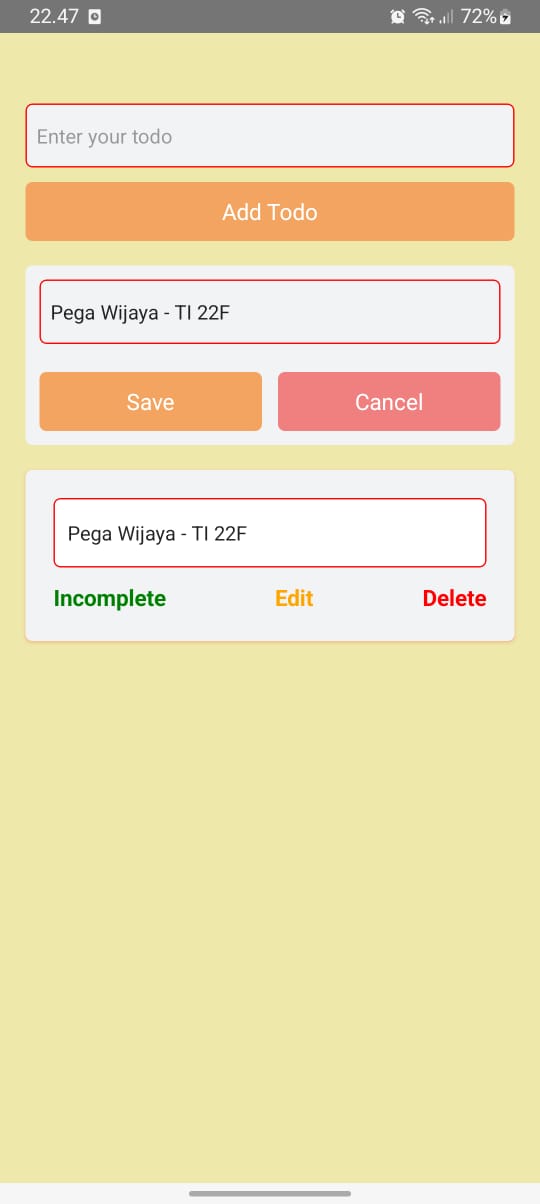 22.47
72%
Enter your todo
Add Todo
Pega Wijaya - TI 22F
Save Cancel
Pega Wijaya - TI 22F
Incomplete Edit Delete